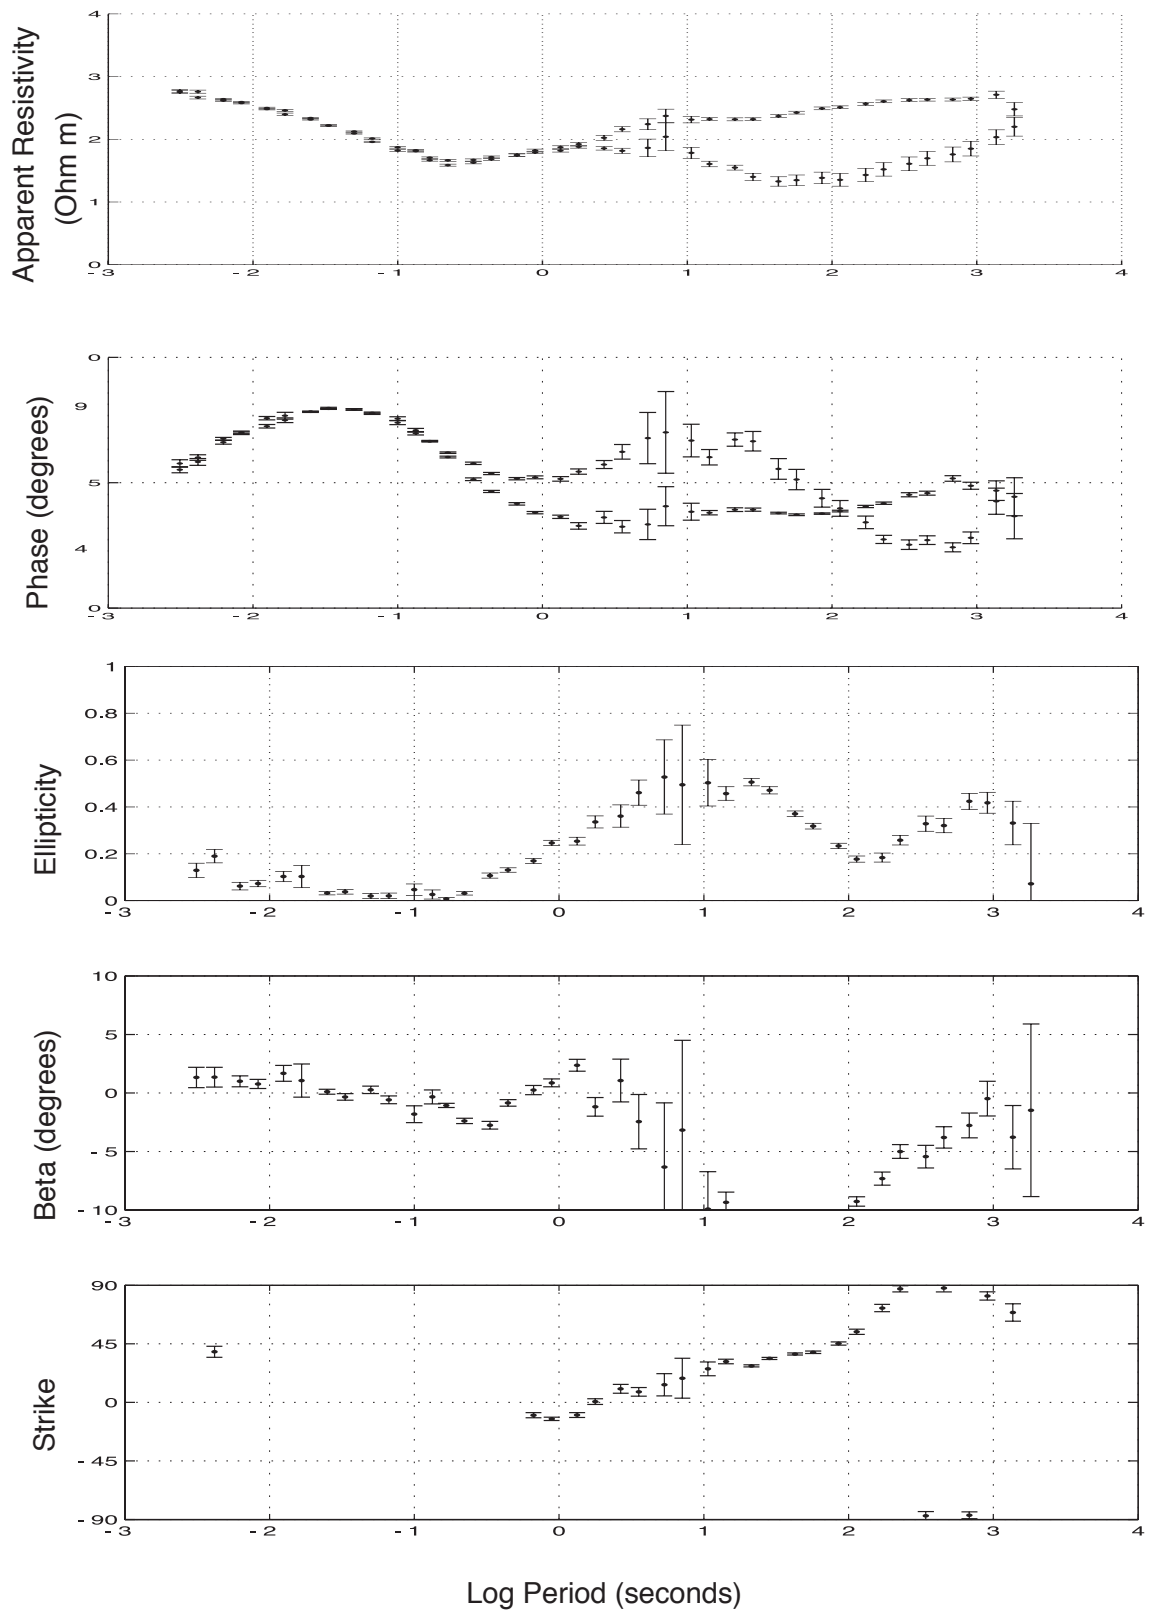 Apparent Resistivity
(Ohm m)
4
3
2
1
0
-3 -2 -1 0 1 2 3 4
Phase (degrees)
0
9
5
4
0
-3 -2 -1 0 1 2 3 4
Ellipticity
1
0.8
0.6
0.4
0.2
0
-3 -2 -1 0 1 2 3 4
Beta (degrees)
10
5
0
-5
-10
-3 -2 -1 0 1 2 3 4
Strike
90
45
0
-45
-90
-3 -2 -1 0 1 2 3 4
Log Period (seconds)